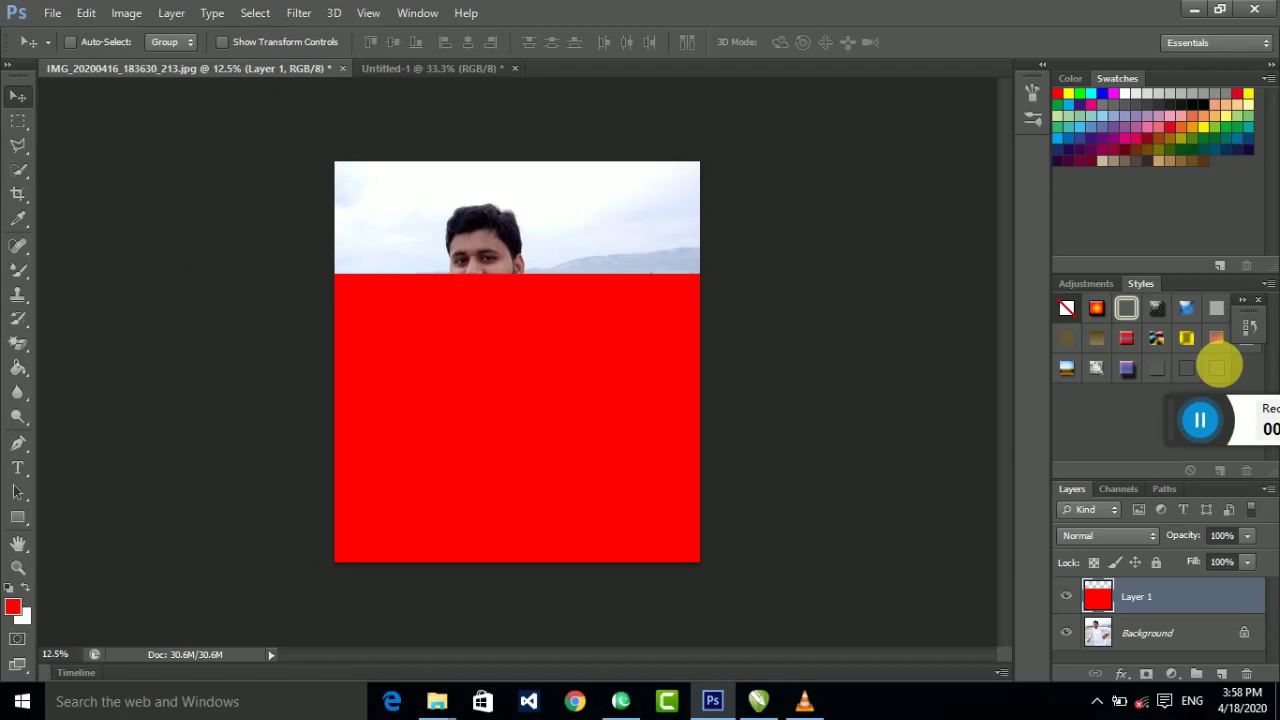 Ps File Edit Image Layer Type Select Filter 3D View Window Help
Auto-Select: Group Show Transform Controls 3D Mode: Essentials
IMG_20200416_183630_213.jpg @ 12.5% (Layer 1, RGB/8) * × Untitled-1 @ 33.3% (RGB/8) * ×
Color Swatches
Adjustments Styles
Rec
00
Layers Channels Paths
Kind
Normal Opacity: 100%
Lock: Fill: 100%
Layer 1
Background
12.5% Doc: 30.6M/30.6M
Timeline
Search the web and Windows
ENG
3:58 PM
4/18/2020